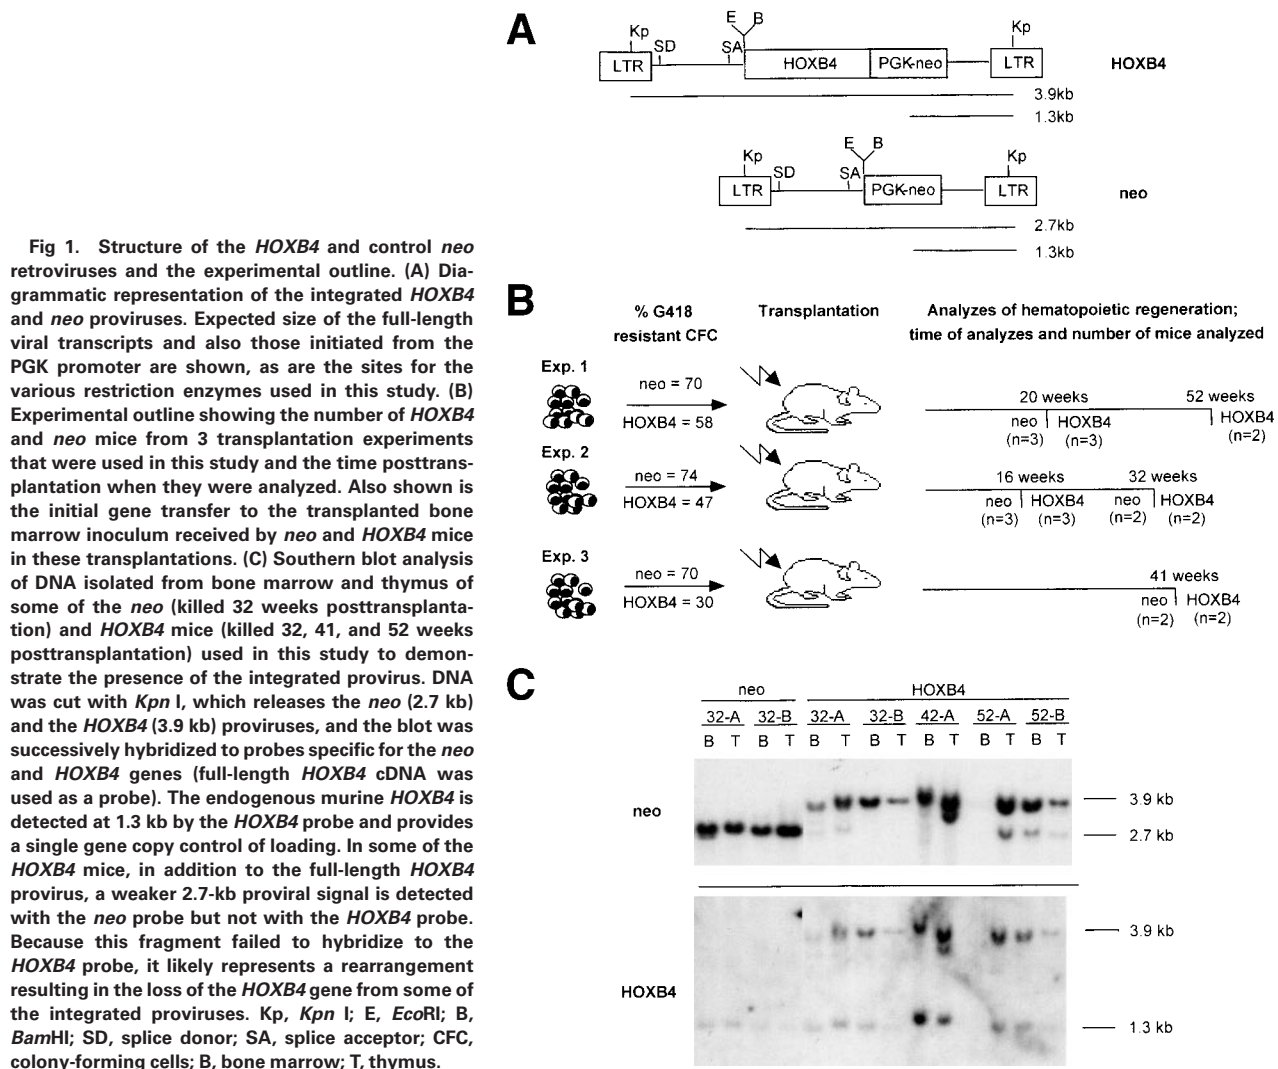 Fig 1. Structure of the HOXB4 and control neo
retroviruses and the experimental outline. (A) Dia-
grammatic representation of the integrated HOXB4
and neo proviruses. Expected size of the full-length
viral transcripts and also those initiated from the
PGK promoter are shown, as are the sites for the
various restriction enzymes used in this study. (B)
Experimental outline showing the number of HOXB4
and neo mice from 3 transplantation experiments
that were used in this study and the time posttrans-
plantation when they were analyzed. Also shown is
the initial gene transfer to the transplanted bone
marrow inoculum received by neo and HOXB4 mice
in these transplantations. (C) Southern blot analysis
of DNA isolated from bone marrow and thymus of
some of the neo (killed 32 weeks posttransplanta-
tion) and HOXB4 mice (killed 32, 41, and 52 weeks
posttransplantation) used in this study to demon-
strate the presence of the integrated provirus. DNA
was cut with Kpn I, which releases the neo (2.7 kb)
and the HOXB4 (3.9 kb) proviruses, and the blot was
successively hybridized to probes specific for the neo
and HOXB4 genes (full-length HOXB4 cDNA was
used as a probe). The endogenous murine HOXB4 is
detected at 1.3 kb by the HOXB4 probe and provides
a single gene copy control of loading. In some of the
HOXB4 mice, in addition to the full-length HOXB4
provirus, a weaker 2.7-kb proviral signal is detected
with the neo probe but not with the HOXB4 probe.
Because this fragment failed to hybridize to the
HOXB4 probe, it likely represents a rearrangement
resulting in the loss of the HOXB4 gene from some of
the integrated proviruses. Kp, Kpn I; E, EcoRI; B,
BamHI; SD, splice donor; SA, splice acceptor; CFC,
colony-forming cells; B, bone marrow; T, thymus.
A
E B
Kp SD SA Kp
LTR HOXB4 PGK-neo LTR HOXB4
3.9kb
1.3kb
E B
Kp SD SA Kp
LTR PGK-neo LTR neo
2.7kb
1.3kb
B
% G418 resistant CFC
Transplantation
Analyzes of hematopoietic regeneration;
time of analyzes and number of mice analyzed
Exp. 1
neo = 70
HOXB4 = 58
20 weeks 52 weeks
neo HOXB4 HOXB4
(n=3) (n=3) (n=2)
Exp. 2
neo = 74
HOXB4 = 47
16 weeks 32 weeks
neo HOXB4 neo HOXB4
(n=3) (n=3) (n=2) (n=2)
Exp. 3
neo = 70
HOXB4 = 30
41 weeks
neo HOXB4
(n=2) (n=2)
C
neo HOXB4
32-A 32-B 32-A 32-B 42-A 52-A 52-B
B T B T B T B T B T B T B T
neo
3.9 kb
2.7 kb
HOXB4
3.9 kb
1.3 kb